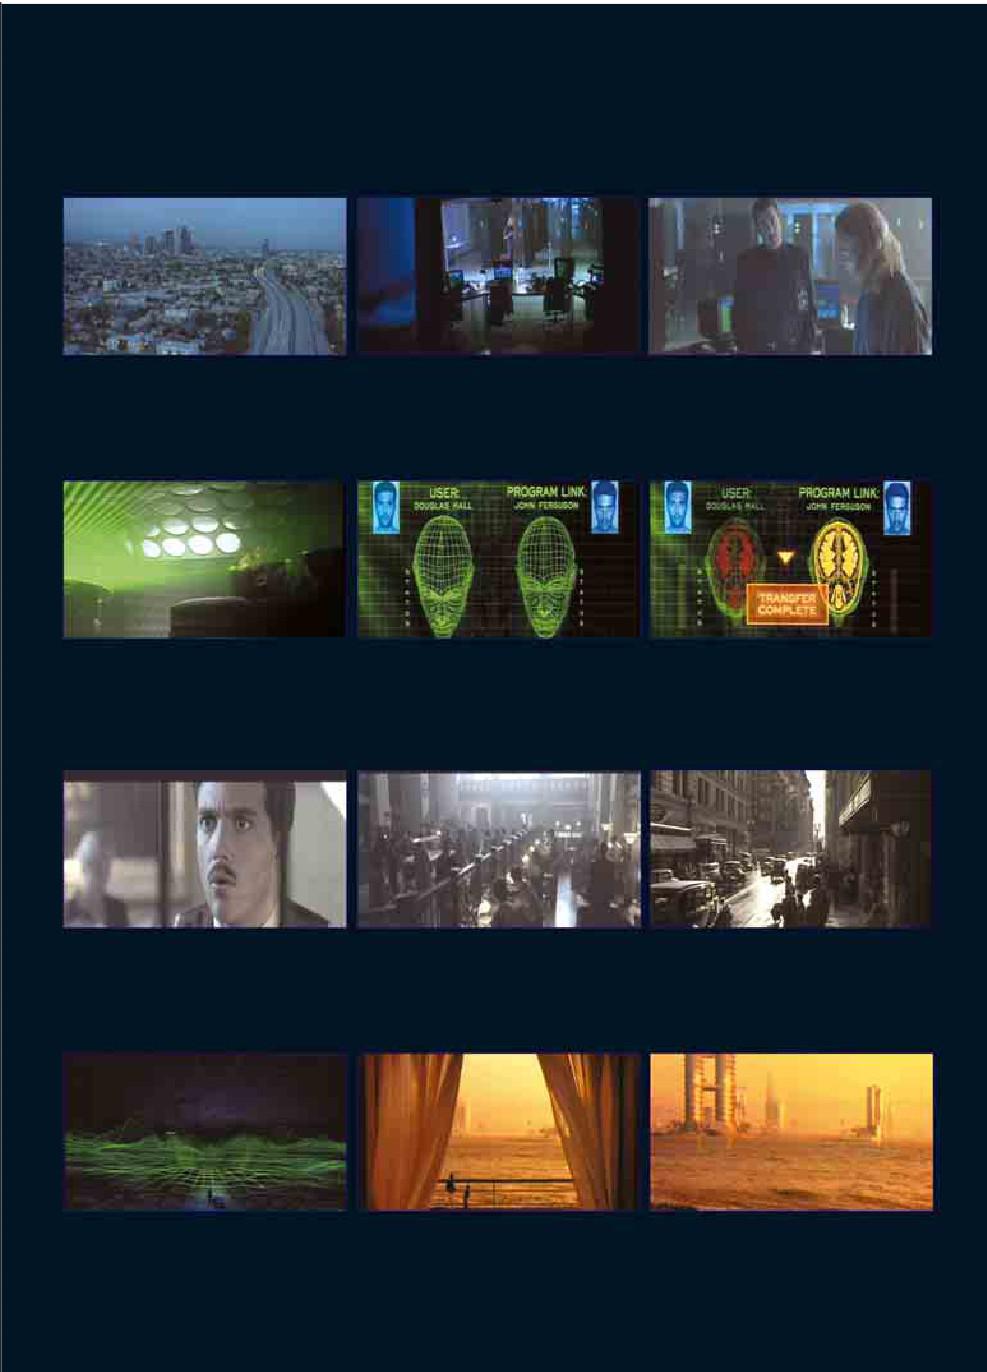 USER:
DOUGLAS HALL
PROGRAM LINK:
JOHN FERGUSON
USER:
DOUGLAS HALL
PROGRAM LINK:
JOHN FERGUSON
TRANSFER
COMPLETE